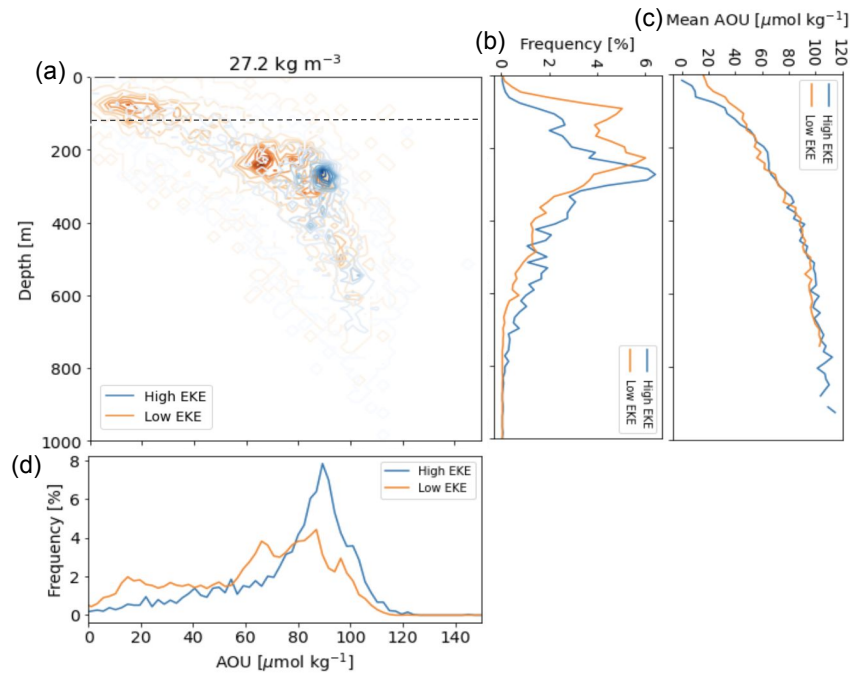 (a)
27.2 kg m⁻³
0
200
400
600
800
1000
Depth [m]
High EKE
Low EKE
(b)
Frequency [%]
0 2 4 6
High EKE
Low EKE
(c)
Mean AOU [μmol kg⁻¹]
0 20 40 60 80 100 120
High EKE
Low EKE
(d)
8
6
4
2
0
Frequency [%]
High EKE
Low EKE
0 20 40 60 80 100 120 140
AOU [μmol kg⁻¹]